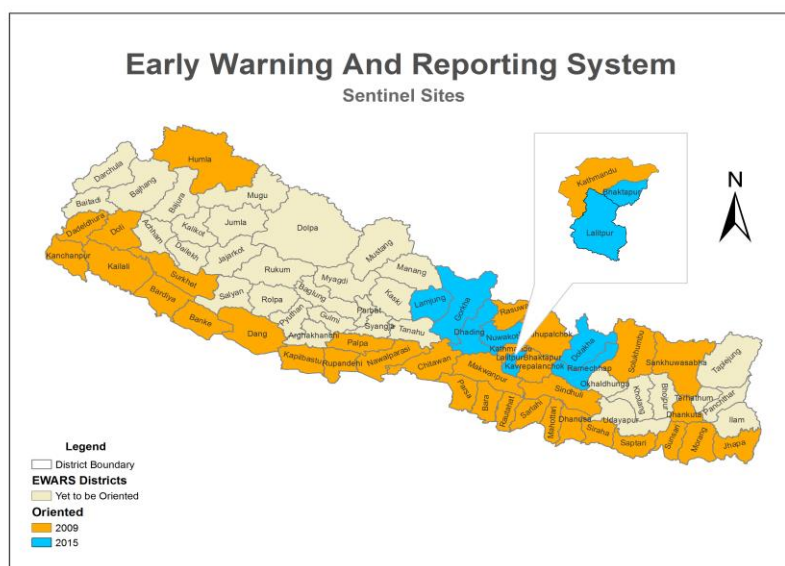 Early Warning And Reporting System
Sentinel Sites
Humla
Darchula
Bajhang
Baitadi
Bajura
Mugu
Dadeldhura
Doti
Achham
Kalikot
Jumla
Dolpa
Kanchanpur
Kailali
Dailekh
Jajarkot
Mustang
Surkhet
Rukum
Manang
Bardiya
Salyan
Rolpa
Myagdi
Baglung
Kaski
Lamjung
Gorkha
Banke
Pyuthan
Gulmi
Parbat
Syangja
Tanahu
Dhading
Rasuwa
Nuwakot
Dang
Arghakhanchi
Palpa
Kapilbastu
Rupandehi
Nawalparasi
Chitawan
Makwanpur
Kathmandu
Bhaktapur
Lalitpur
N
Kavrepalanchok
Dolakha
Ramechhap
Okhaldhunga
Solukhumbu
Sankhuwasabha
Taplejung
Sindhuli
Khotang
Bhojpur
Terhathum
Panchthar
Dhankuta
Ilam
Udayapur
Parsa
Bara
Rautahat
Sarlahi
Mahottari
Dhanusa
Siraha
Saptari
Sunsari
Morang
Jhapa
Legend
District Boundary
EWARS Districts
Yet to be Oriented
Oriented
2009
2015